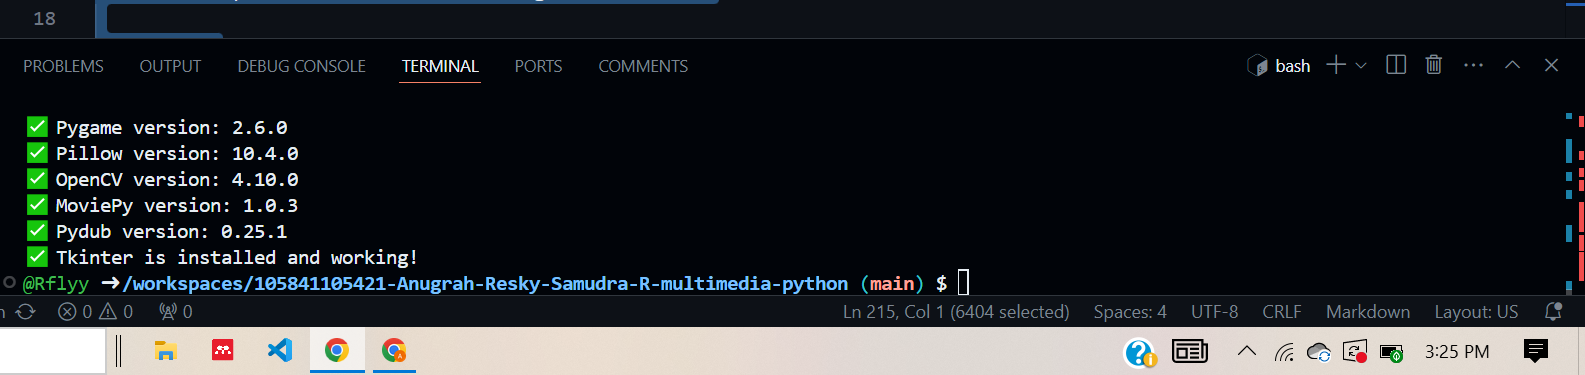 18
PROBLEMS OUTPUT DEBUG CONSOLE TERMINAL PORTS COMMENTS bash
✅ Pygame version: 2.6.0
✅ Pillow version: 10.4.0
✅ OpenCV version: 4.10.0
✅ MoviePy version: 1.0.3
✅ Pydub version: 0.25.1
✅ Tkinter is installed and working!
@Rflyy ➜/workspaces/105841105421-Anugrah-Resky-Samudra-R-multimedia-python (main) $
0 0 0 Ln 215, Col 1 (6404 selected) Spaces: 4 UTF-8 CRLF Markdown Layout: US
3:25 PM